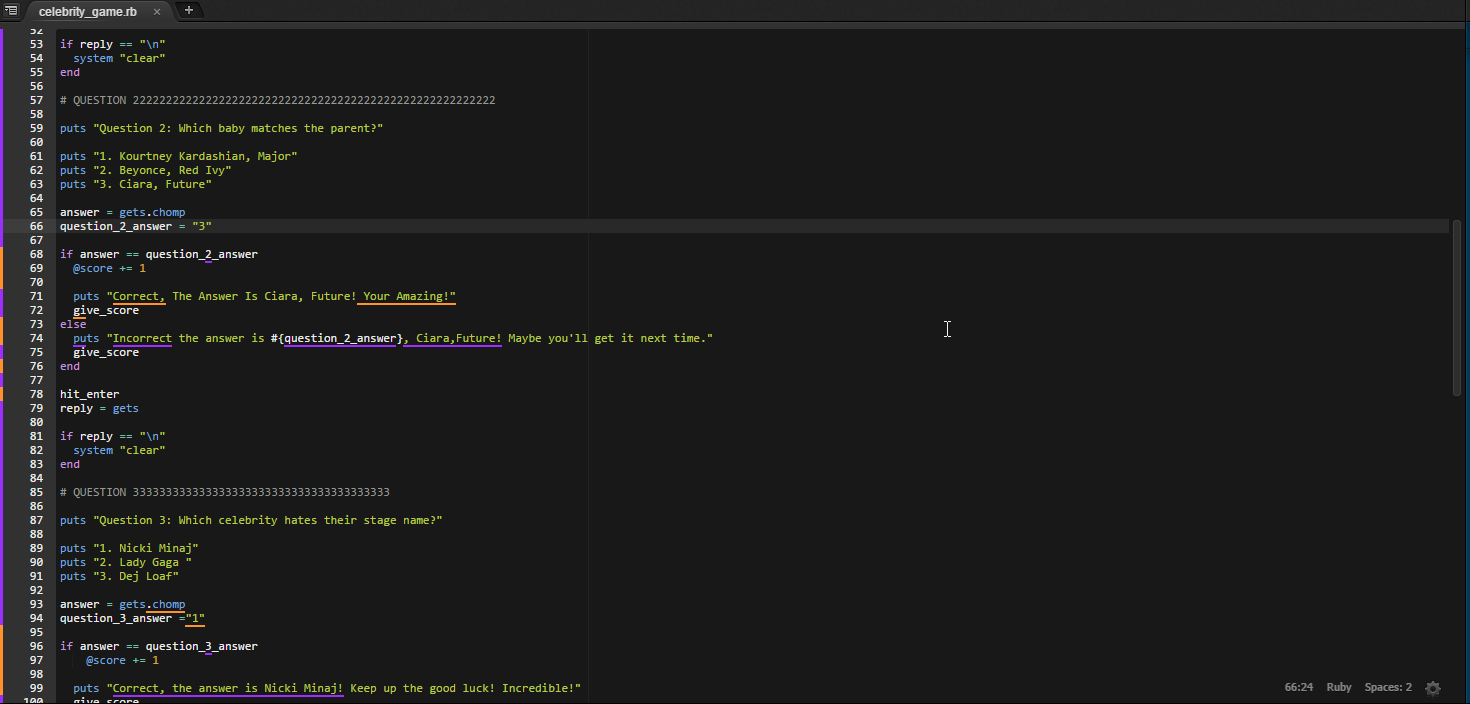 celebrity_game.rb × +
52
53 if reply == "\n"
54   system "clear"
55 end
56
57 # QUESTION 2222222222222222222222222222222222222222222222222222222
58
59 puts "Question 2: Which baby matches the parent?"
60
61 puts "1. Kourtney Kardashian, Major"
62 puts "2. Beyonce, Red Ivy"
63 puts "3. Ciara, Future"
64
65 answer = gets.chomp
66 question_2_answer = "3"
67
68 if answer == question_2_answer
69   @score += 1
70
71   puts "Correct, The Answer Is Ciara, Future! Your Amazing!"
72   give_score
73 else
74   puts "Incorrect the answer is #{question_2_answer}, Ciara,Future! Maybe you'll get it next time."
75   give_score
76 end
77
78 hit_enter
79 reply = gets
80
81 if reply == "\n"
82   system "clear"
83 end
84
85 # QUESTION 333333333333333333333333333333333333333
86
87 puts "Question 3: Which celebrity hates their stage name?"
88
89 puts "1. Nicki Minaj"
90 puts "2. Lady Gaga "
91 puts "3. Dej Loaf"
92
93 answer = gets.chomp
94 question_3_answer ="1"
95
96 if answer == question_3_answer
97     @score += 1
98
99   puts "Correct, the answer is Nicki Minaj! Keep up the good luck! Incredible!"
100   give_score
66:24 Ruby Spaces: 2